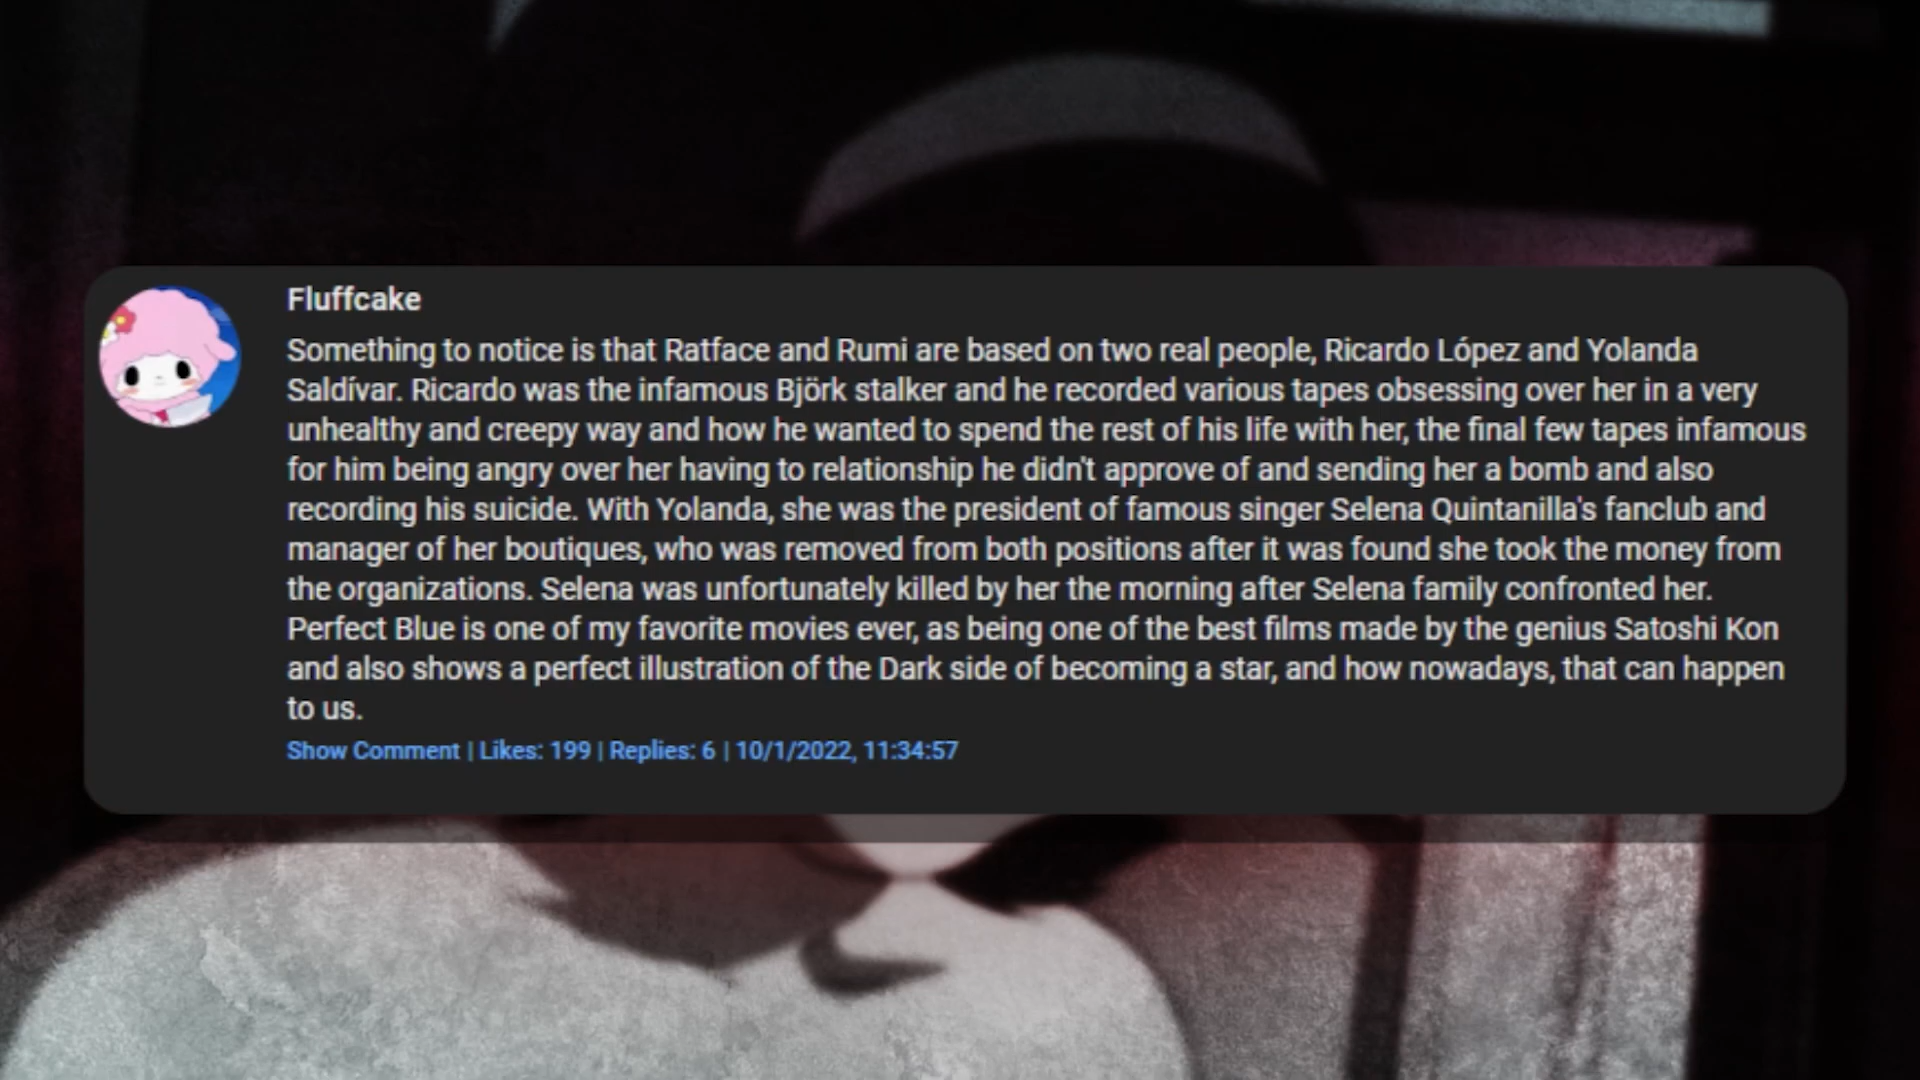 Fluffcake
Something to notice is that Ratface and Rumi are based on two real people, Ricardo López and Yolanda
Saldívar. Ricardo was the infamous Björk stalker and he recorded various tapes obsessing over her in a very
unhealthy and creepy way and how he wanted to spend the rest of his life with her, the final few tapes infamous
for him being angry over her having to relationship he didn't approve of and sending her a bomb and also
recording his suicide. With Yolanda, she was the president of famous singer Selena Quintanilla's fanclub and
manager of her boutiques, who was removed from both positions after it was found she took the money from
the organizations. Selena was unfortunately killed by her the morning after Selena family confronted her.
Perfect Blue is one of my favorite movies ever, as being one of the best films made by the genius Satoshi Kon
and also shows a perfect illustration of the Dark side of becoming a star, and how nowadays, that can happen
to us.
Show Comment | Likes: 199 | Replies: 6 | 10/1/2022, 11:34:57